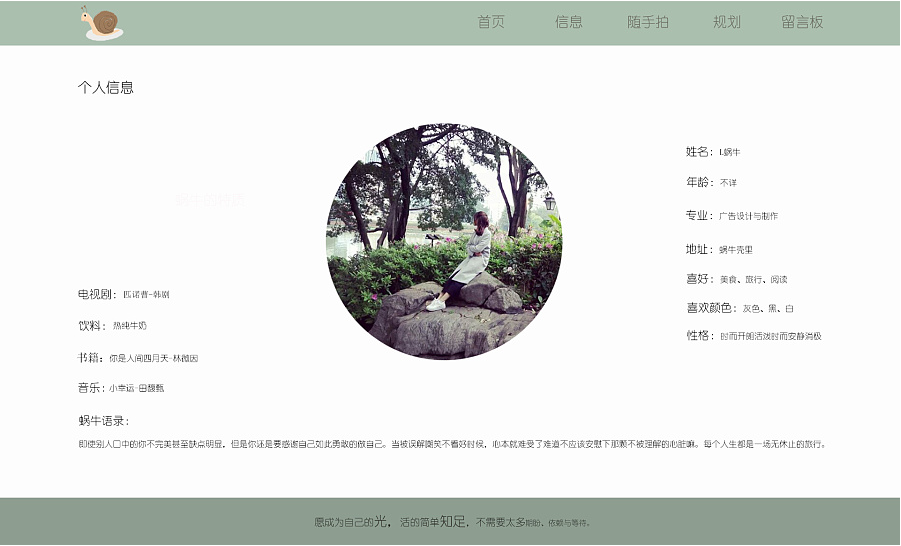 首页 信息 随手拍 规划 留言板
个人信息
姓名：L蜗牛
年龄：不详
专业：广告设计与制作
地址：蜗牛壳里
喜好：美食、旅行、阅读
喜欢颜色：灰色、黑、白
性格：时而开朗活泼时而安静消极
电视剧：匹诺曹-韩剧
饮料：热纯牛奶
书籍：你是人间四月天-林微因
音乐：小幸运-田馥甄
蜗牛语录：
即使别人口中的你不完美甚至缺点明显，但是你还是要感谢自己如此勇敢的做自己。当被误解嘲笑不看好时候，心本就难受了难道不应该安慰下那颗不被理解的心脏嘛。每个人生都是一场无休止的旅行。
愿成为自己的光，活的简单知足，不需要太多期盼、依赖与等待。